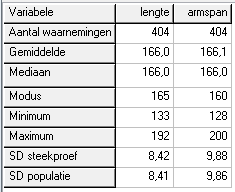 Variabele lengte armspan
Aantal waarnemingen 404 404
Gemiddelde 166,0 166,1
Mediaan 166,0 166,0
Modus 165 160
Minimum 133 128
Maximum 192 200
SD steekproef 8,42 9,88
SD populatie 8,41 9,86